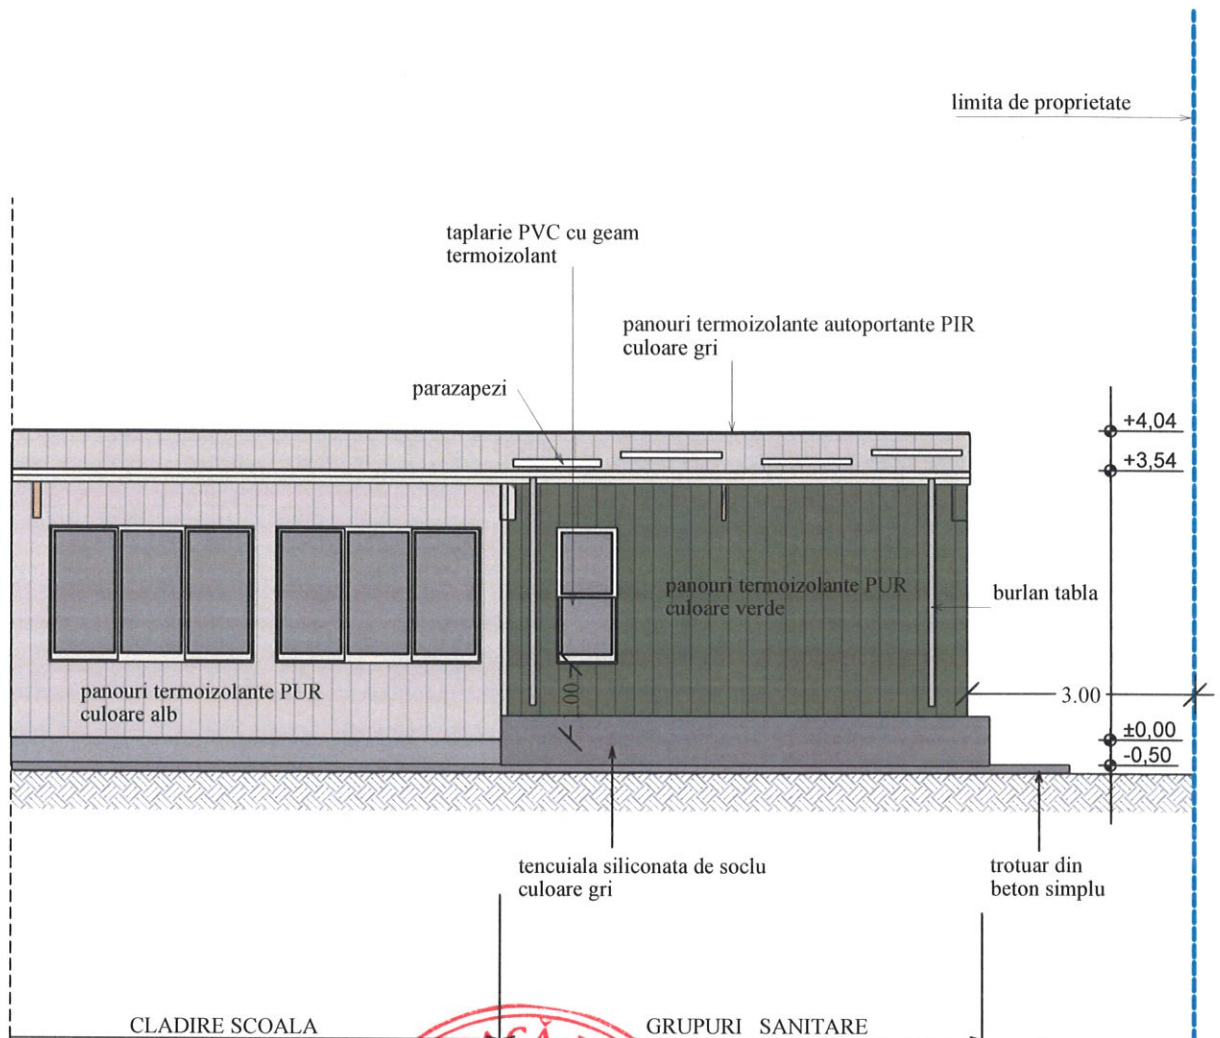 limita de proprietate
taplarie PVC cu geam
termoizolant
panouri termoizolante autoportante PIR
culoare gri
parazapezi
+4,04
+3,54
panouri termoizolante PUR
culoare verde
burlan tabla
panouri termoizolante PUR
culoare alb
1.00
3.00
±0,00
-0,50
tencuiala siliconata de soclu
culoare gri
trotuar din
beton simplu
CLADIRE SCOALA
GRUPURI SANITARE